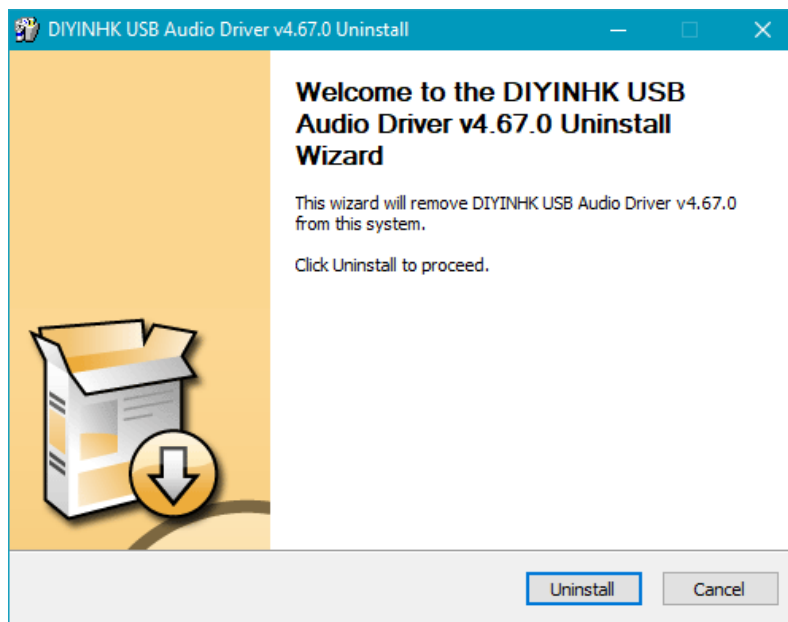 DIYINHK USB Audio Driver v4.67.0 Uninstall
Welcome to the DIYINHK USB
Audio Driver v4.67.0 Uninstall
Wizard
This wizard will remove DIYINHK USB Audio Driver v4.67.0
from this system.
Click Uninstall to proceed.
Uninstall
Cancel